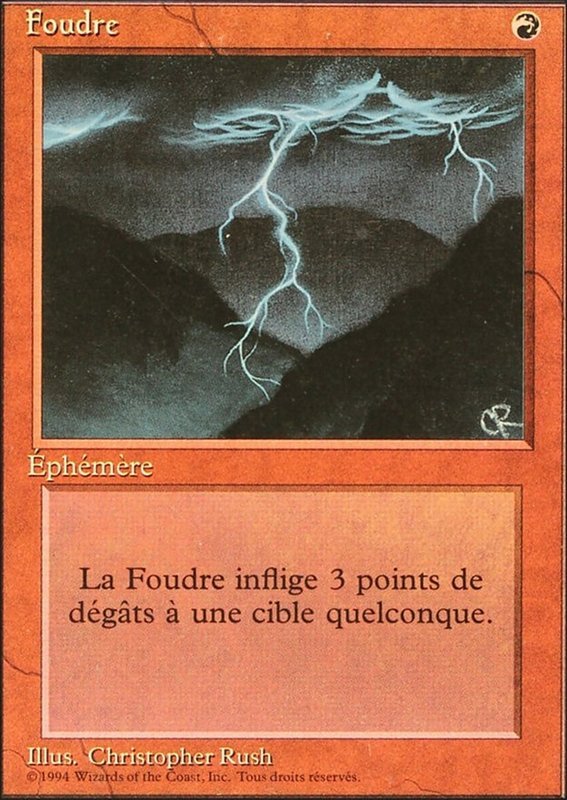 Foudre
CR
Éphémère
La Foudre inflige 3 points de
dégâts à une cible quelconque.
Illus. Christopher Rush
©1994 Wizards of the Coast, Inc. Tous droits réservés.